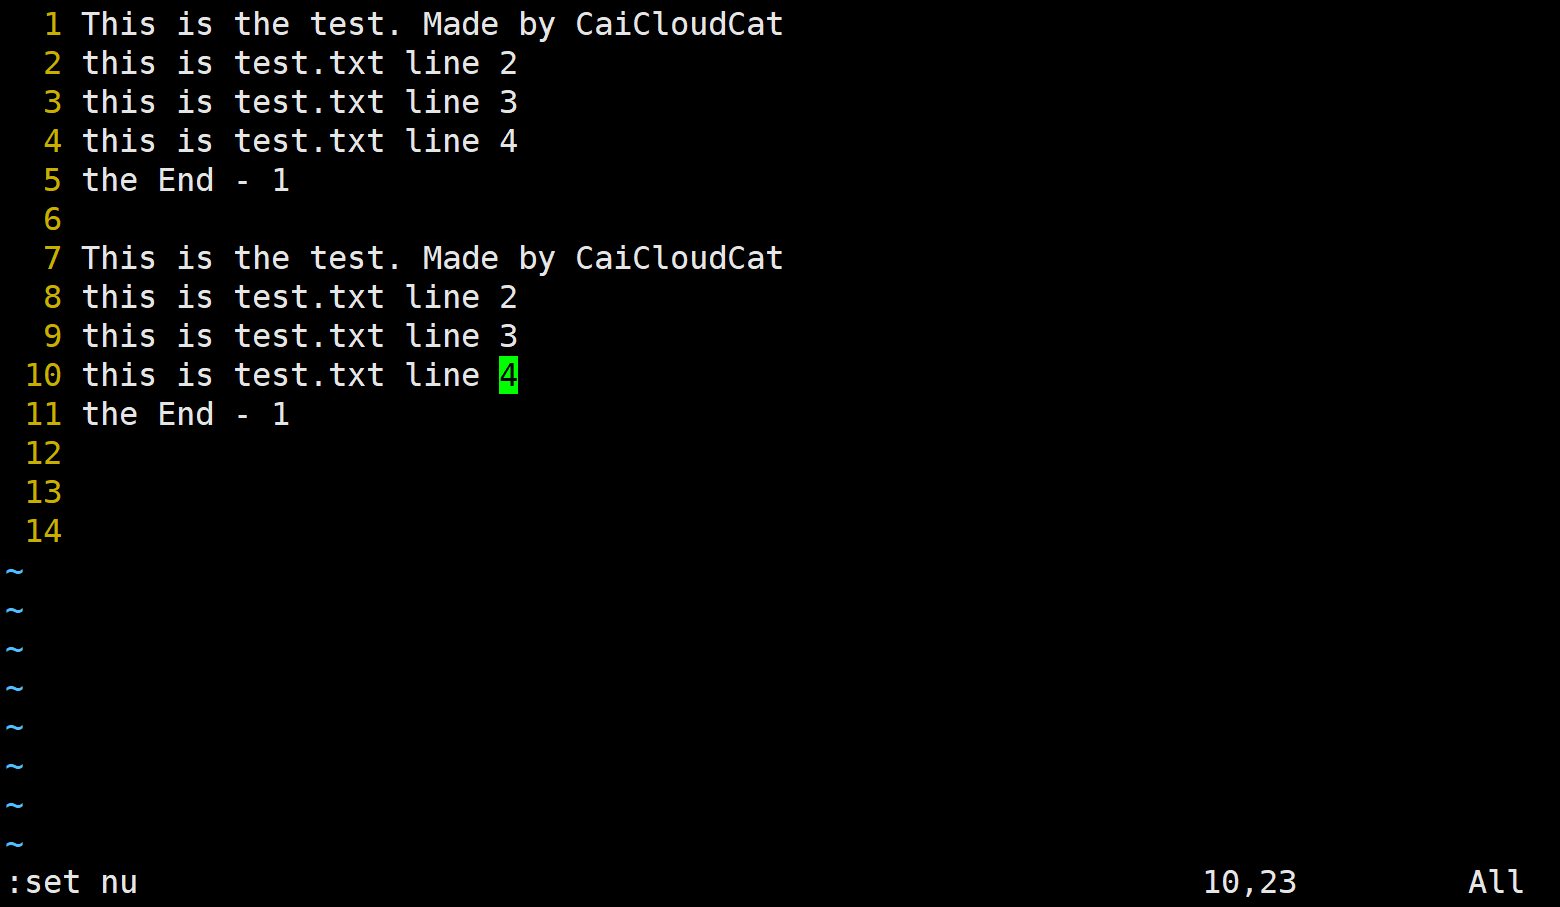 1 This is the test. Made by CaiCloudCat
2 this is test.txt line 2
3 this is test.txt line 3
4 this is test.txt line 4
5 the End - 1
6
7 This is the test. Made by CaiCloudCat
8 this is test.txt line 2
9 this is test.txt line 3
10 this is test.txt line 4
11 the End - 1
12
13
14
~
~
~
~
~
~
~
~
:set nu 10,23 All